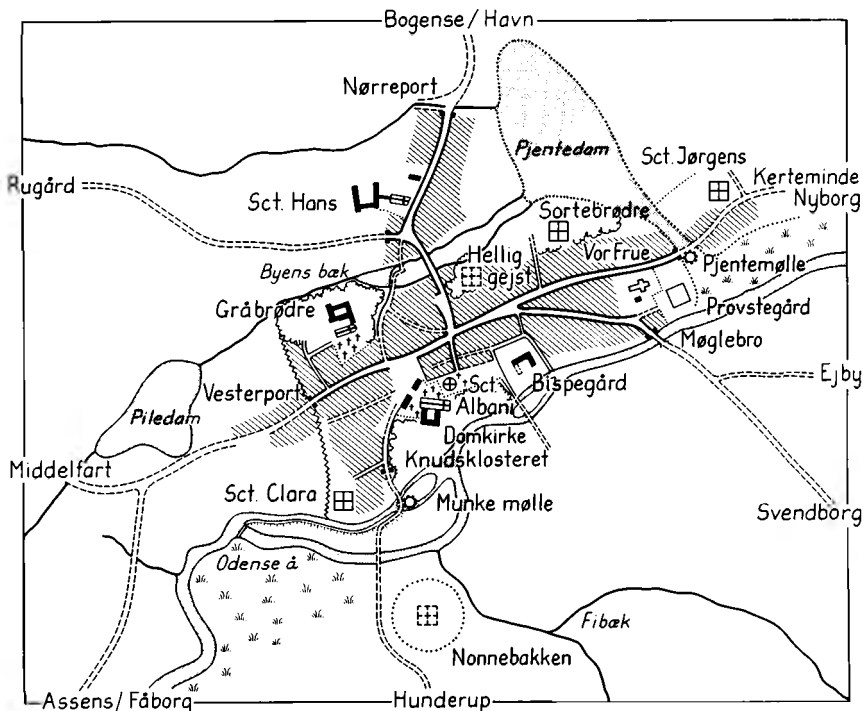 Bogense / Havn
Nørreport
Pjentedam
Sct. Jørgens
Kerteminde
Nyborg
Rugård
Sct. Hans
Sortebrødre
Hellig
gejst
Vor Frue
Pjentemølle
Byens bæk
Gråbrødre
Provstegård
Møglebro
Vesterport
Sct.
Albani
Bispegård
Ejby
Piledam
Domkirke
Knudsklosteret
Middelfart
Sct. Clara
Munke mølle
Svendborg
Odense å
Fibæk
Nonnebakken
Assens / Fåborg
Hunderup